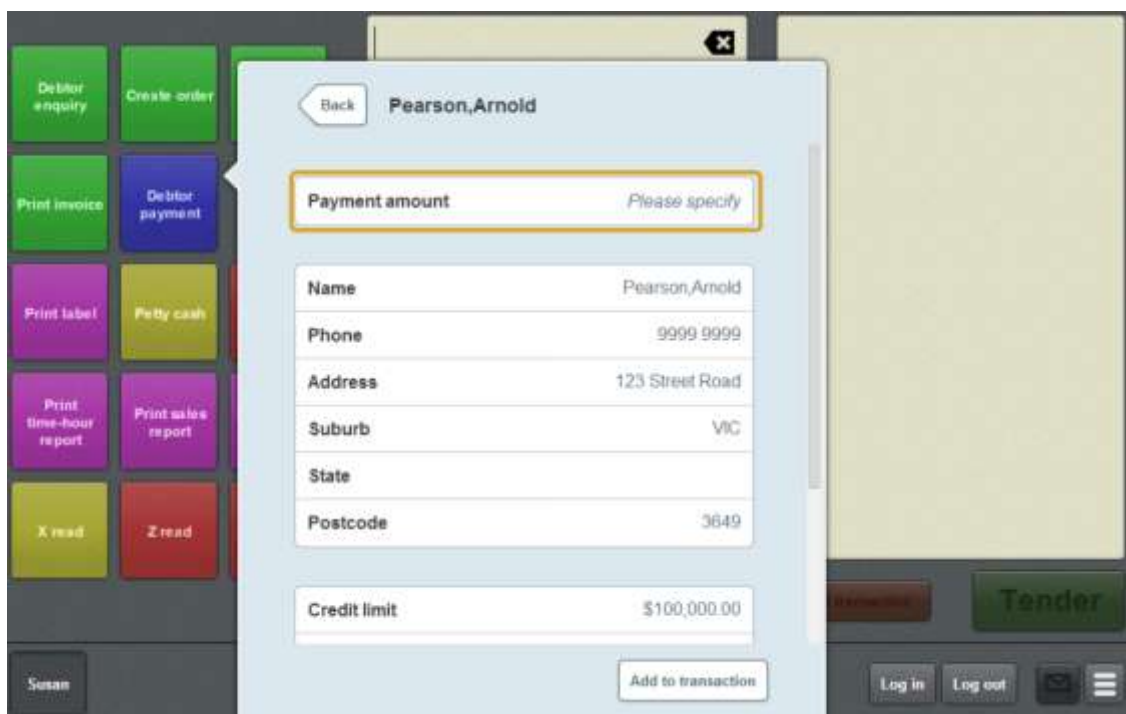 Debtor
enquiry
Create order
Print invoice
Debtor
payment
Print label
Petty cash
Print
time-hour
report
Print sales
report
X read
Z read
Back
Pearson,Arnold
Payment amount Please specify
Name Pearson,Arnold
Phone 9999 9999
Address 123 Street Road
Suburb VIC
State
Postcode 3649
Credit limit $100,000.00
Add to transaction
Tender
Susan
Log in
Log out